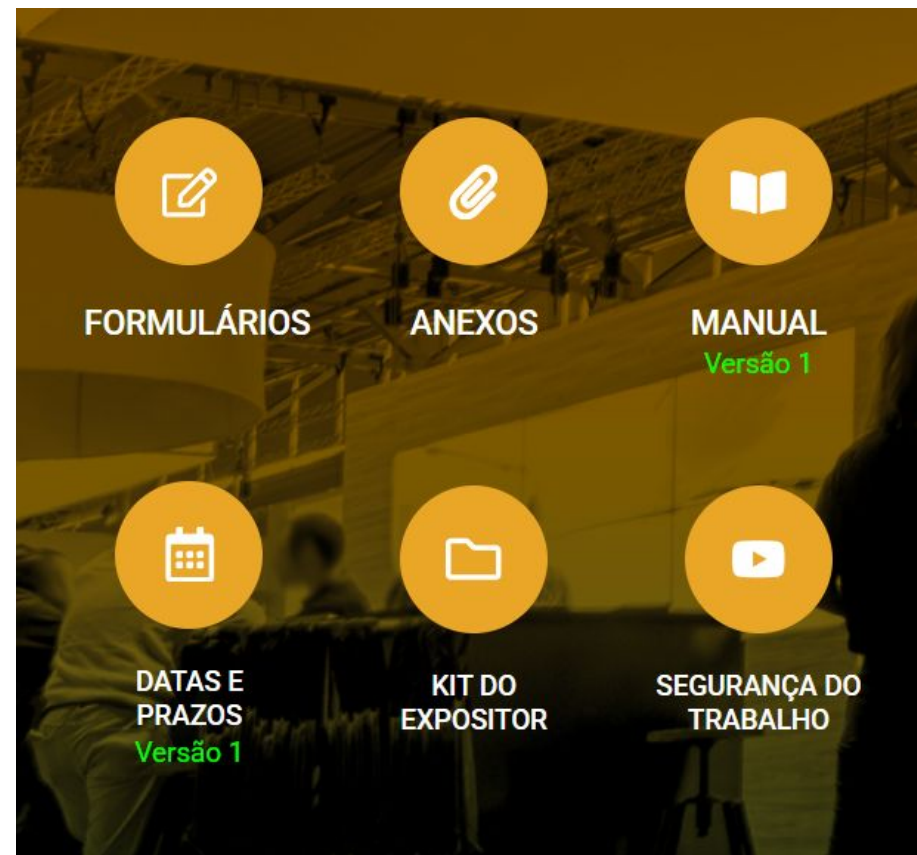 FORMULÁRIOS
ANEXOS
MANUAL
Versão 1
DATAS E
PRAZOS
Versão 1
KIT DO
EXPOSITOR
SEGURANÇA DO
TRABALHO